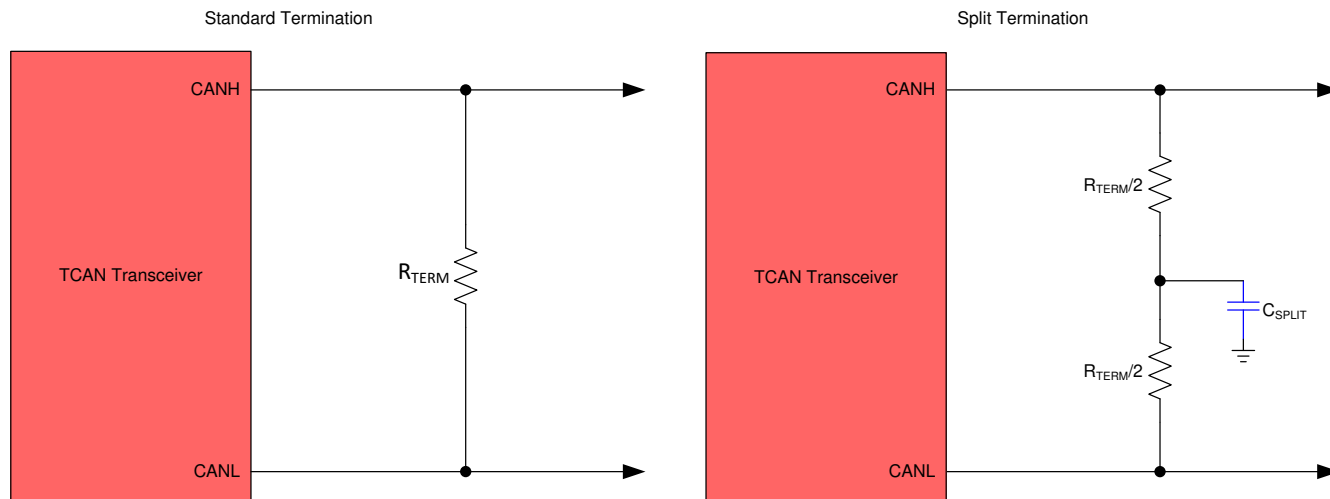 Standard Termination
CANH
TCAN Transceiver
RTERM
CANL
Split Termination
CANH
RTERM/2
TCAN Transceiver
CSPLIT
RTERM/2
CANL